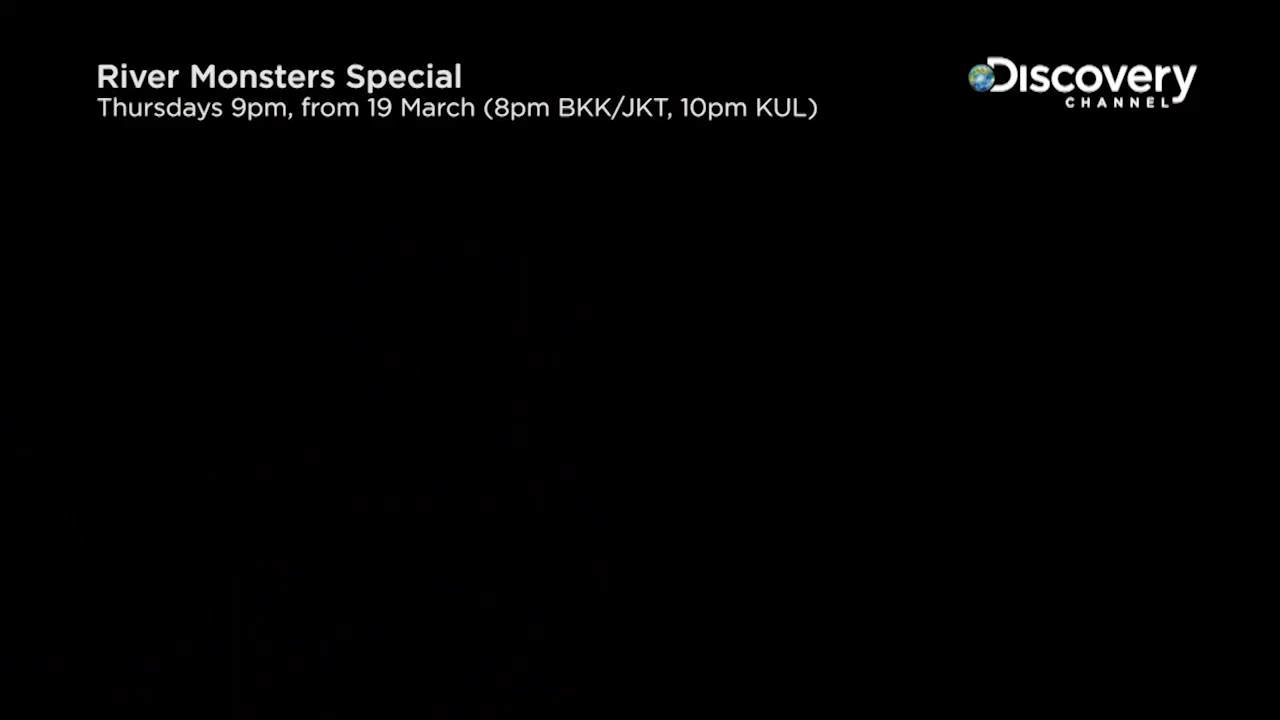 River Monsters Special
Thursdays 9pm, from 19 March (8pm BKK/JKT, 10pm KUL)
Discovery
CHANNEL